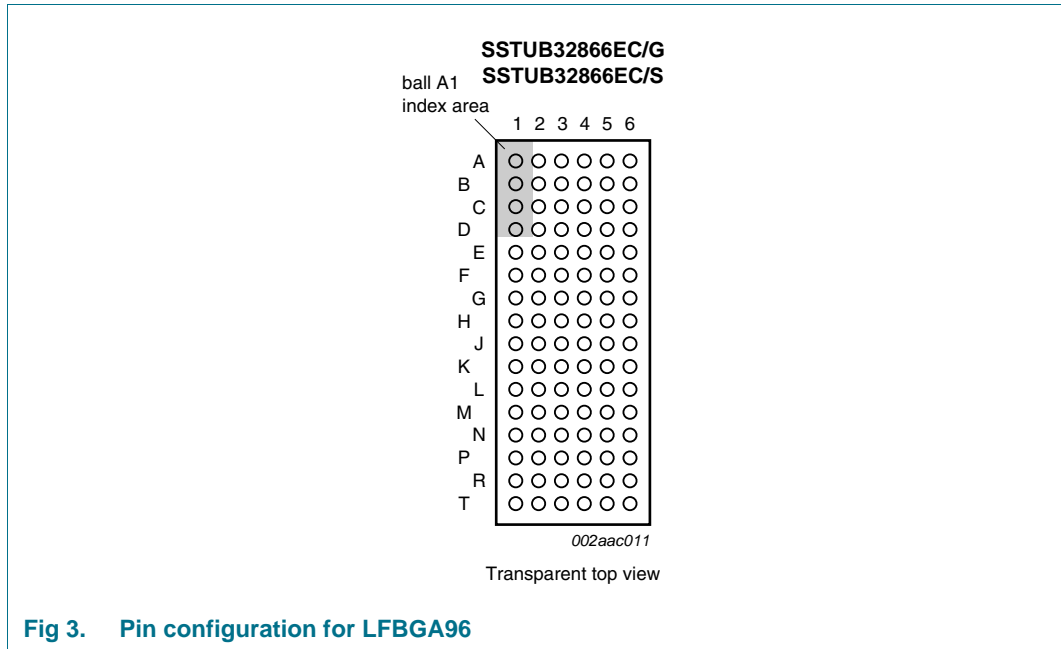 SSTUB32866EC/G
SSTUB32866EC/S
ball A1
index area
1 2 3 4 5 6
A
B
C
D
E
F
G
H
J
K
L
M
N
P
R
T
002aac011
Transparent top view
Fig 3. Pin configuration for LFBGA96